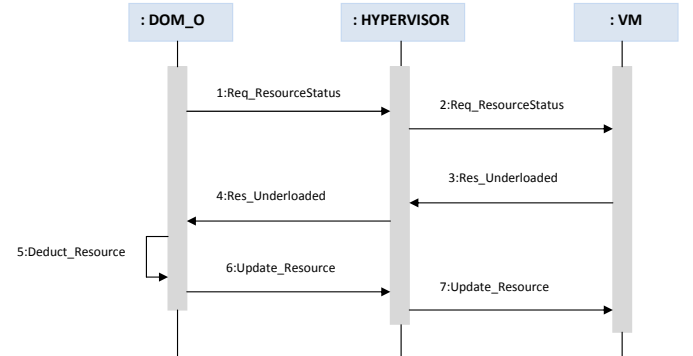 : DOM_O
: HYPERVISOR
: VM
1:Req_ResourceStatus
2:Req_ResourceStatus
3:Res_Underloaded
4:Res_Underloaded
5:Deduct_Resource
6:Update_Resource
7:Update_Resource